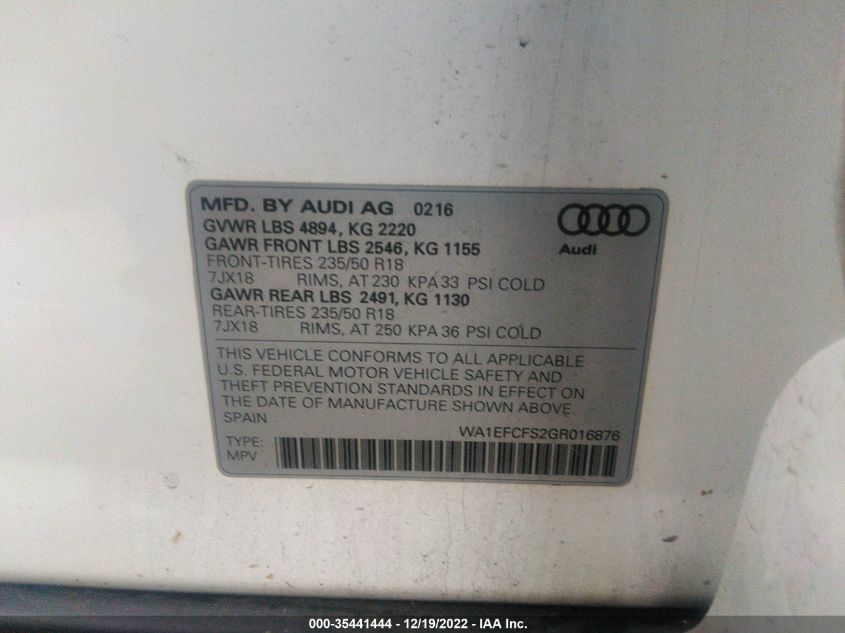 MFD. BY AUDI AG 0216
GVWR LBS 4894, KG 2220
GAWR FRONT LBS 2546, KG 1155
FRONT-TIRES 235/50 R18
7JX18 RIMS, AT 230 KPA 33 PSI COLD
GAWR REAR LBS 2491, KG 1130
REAR-TIRES 235/50 R18
7JX18 RIMS, AT 250 KPA 36 PSI COLD
Audi
THIS VEHICLE CONFORMS TO ALL APPLICABLE
U.S. FEDERAL MOTOR VEHICLE SAFETY AND
THEFT PREVENTION STANDARDS IN EFFECT ON
THE DATE OF MANUFACTURE SHOWN ABOVE.
SPAIN
WA1EFCFS2GR016876
TYPE:
MPV
000-35441444 - 12/19/2022 - IAA Inc.